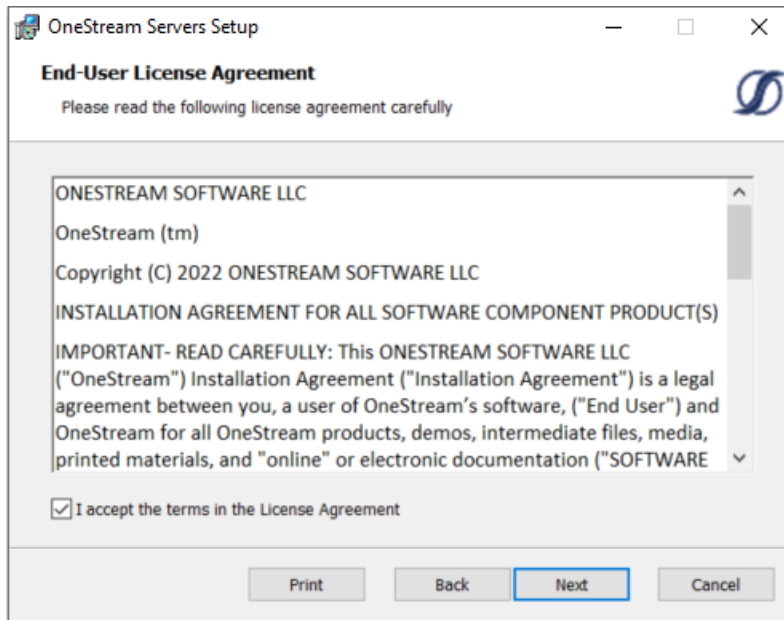 OneStream Servers Setup
End-User License Agreement
Please read the following license agreement carefully
ONESTREAM SOFTWARE LLC
OneStream (tm)
Copyright (C) 2022 ONESTREAM SOFTWARE LLC
INSTALLATION AGREEMENT FOR ALL SOFTWARE COMPONENT PRODUCT(S)
IMPORTANT- READ CAREFULLY: This ONESTREAM SOFTWARE LLC
("OneStream") Installation Agreement ("Installation Agreement") is a legal
agreement between you, a user of OneStream's software, ("End User") and
OneStream for all OneStream products, demos, intermediate files, media,
printed materials, and "online" or electronic documentation ("SOFTWARE
I accept the terms in the License Agreement
Print Back Next Cancel